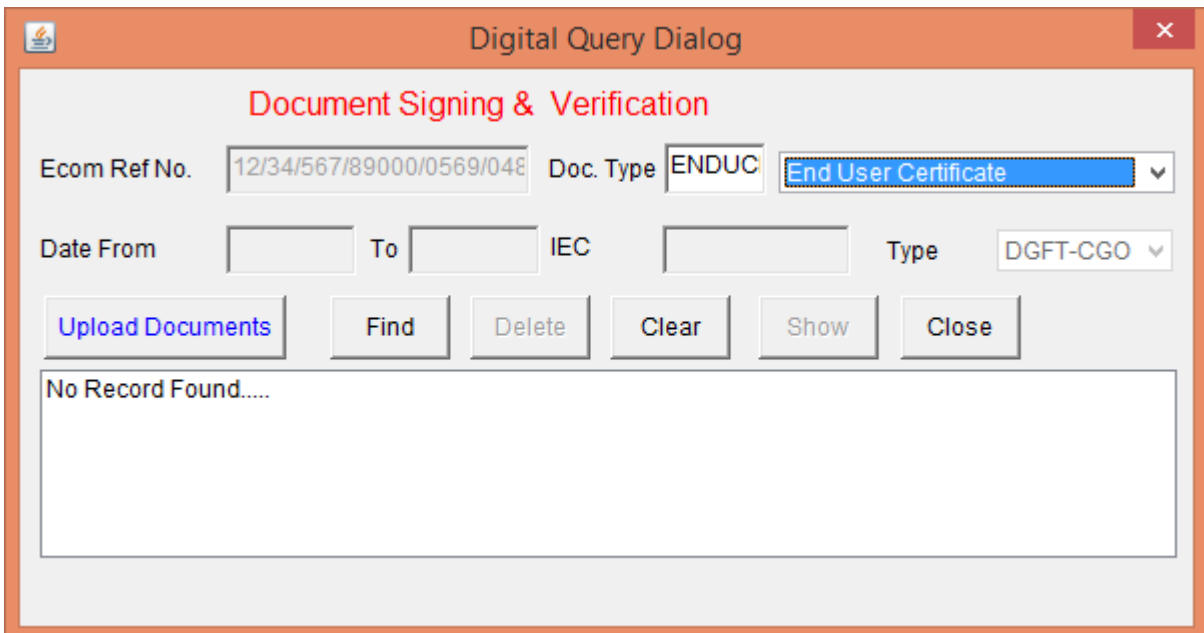 Digital Query Dialog
Document Signing & Verification
Ecom Ref No. 12/34/567/89000/0569/048 Doc. Type ENDUC End User Certificate
Date From To IEC Type DGFT-CGO
Upload Documents Find Delete Clear Show Close
No Record Found.....